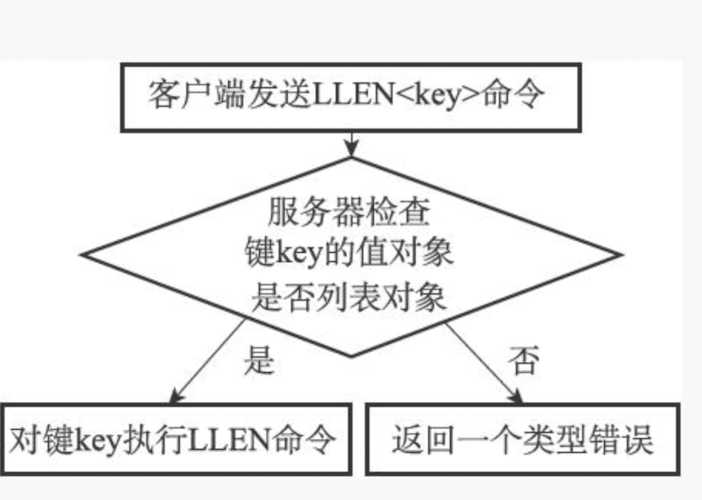 客户端发送LLEN<key>命令
服务器检查
键key的值对象
是否列表对象
是
否
对键key执行LLEN命令
返回一个类型错误